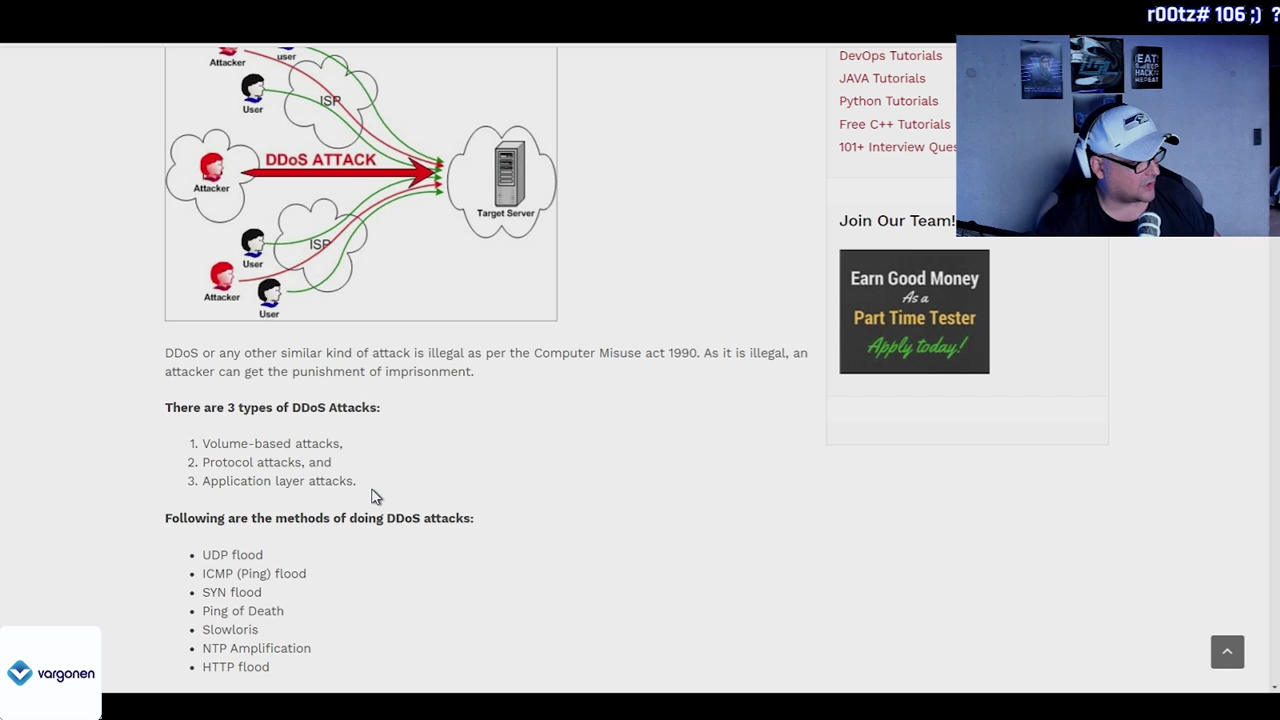 r00tz# 106 ;) ?
Attacker
user
User
ISP
DDoS ATTACK
Attacker
Target Server
User
ISP
Attacker
User
DevOps Tutorials
JAVA Tutorials
Python Tutorials
Free C++ Tutorials
101+ Interview Ques
EAT
SLEEP
HACK
REPEAT
Join Our Team!
Earn Good Money
As a
Part Time Tester
Apply today!
DDoS or any other similar kind of attack is illegal as per the Computer Misuse act 1990. As it is illegal, an
attacker can get the punishment of imprisonment.
There are 3 types of DDoS Attacks:
1. Volume-based attacks,
2. Protocol attacks, and
3. Application layer attacks.
Following are the methods of doing DDoS attacks:
• UDP flood
• ICMP (Ping) flood
• SYN flood
• Ping of Death
• Slowloris
• NTP Amplification
• HTTP flood
vargonen